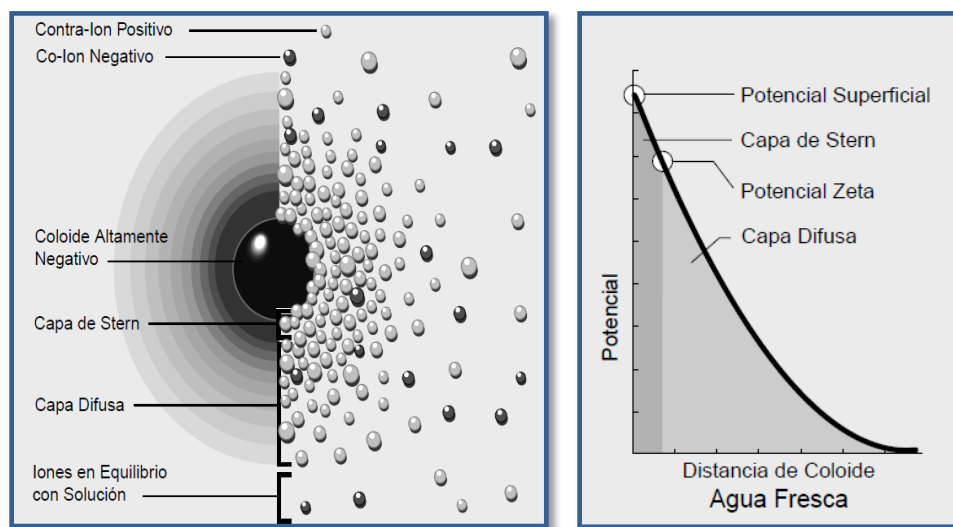 Contra-Ion Positivo
Co-Ion Negativo
Coloide Altamente
Negativo
Capa de Stern
Capa Difusa
Iones en Equilibrio
con Solución
Potencial Superficial
Capa de Stern
Potencial Zeta
Capa Difusa
Potencial
Distancia de Coloide
Agua Fresca